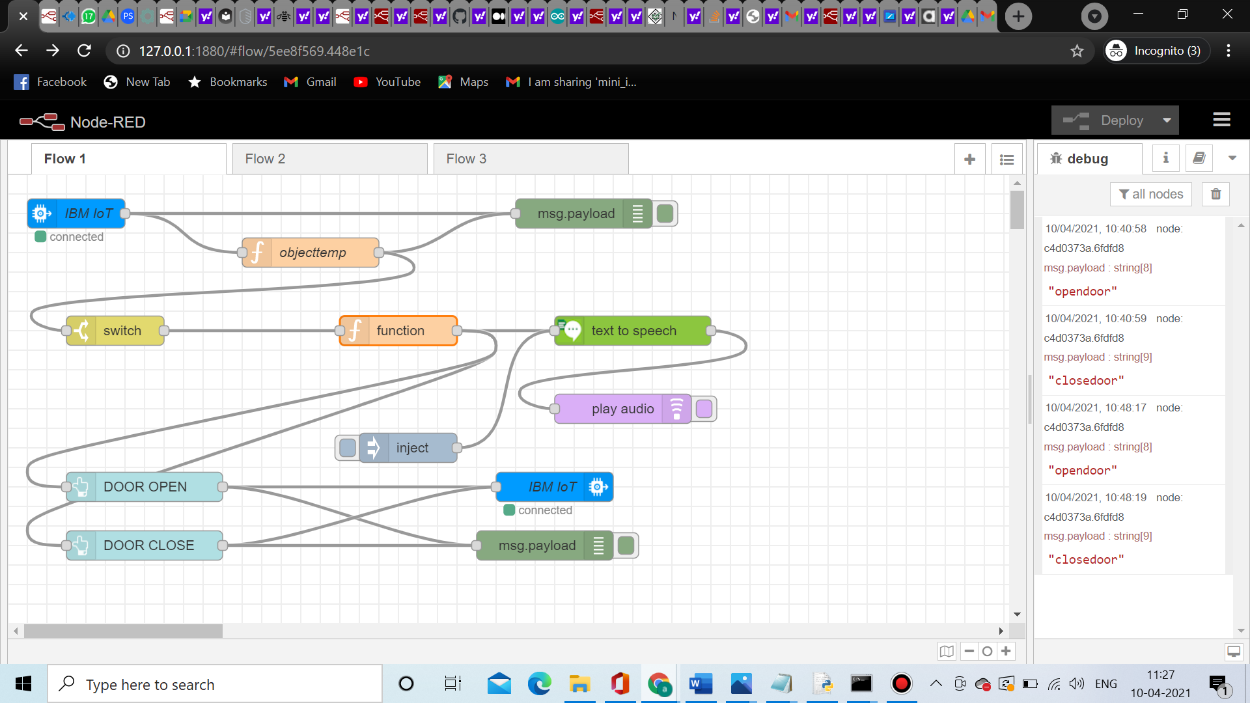 127.0.0.1:1880/#flow/5ee8f569.448e1c
Incognito (3)
Facebook
New Tab
Bookmarks
Gmail
YouTube
Maps
I am sharing 'mini_i...
Node-RED
Deploy
Flow 1
Flow 2
Flow 3
debug
all nodes
IBM IoT
connected
msg.payload
objecttemp
switch
function
text to speech
play audio
inject
DOOR OPEN
IBM IoT
connected
DOOR CLOSE
msg.payload
10/04/2021, 10:40:58 node:
c4d0373a.6fdfd8
msg.payload : string[8]
"opendoor"
10/04/2021, 10:40:59 node:
c4d0373a.6fdfd8
msg.payload : string[9]
"closedoor"
10/04/2021, 10:48:17 node:
c4d0373a.6fdfd8
msg.payload : string[8]
"opendoor"
10/04/2021, 10:48:19 node:
c4d0373a.6fdfd8
msg.payload : string[9]
"closedoor"
Type here to search
ENG
11:27
10-04-2021
1